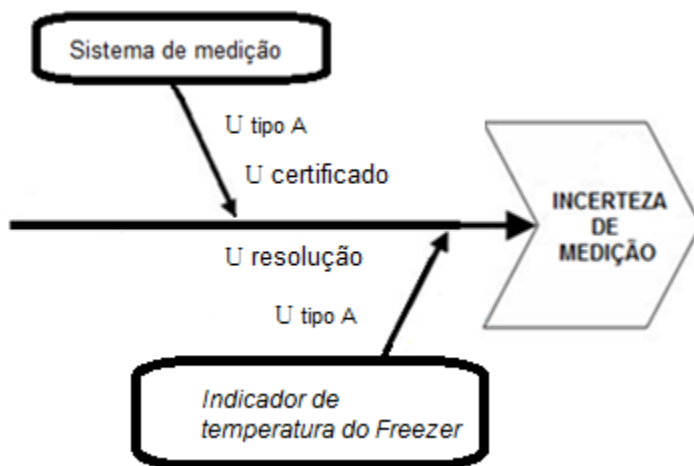 Sistema de medição
U tipo A
U certificado
INCERTEZA
DE
MEDIÇÃO
U resolução
U tipo A
Indicador de
temperatura do Freezer